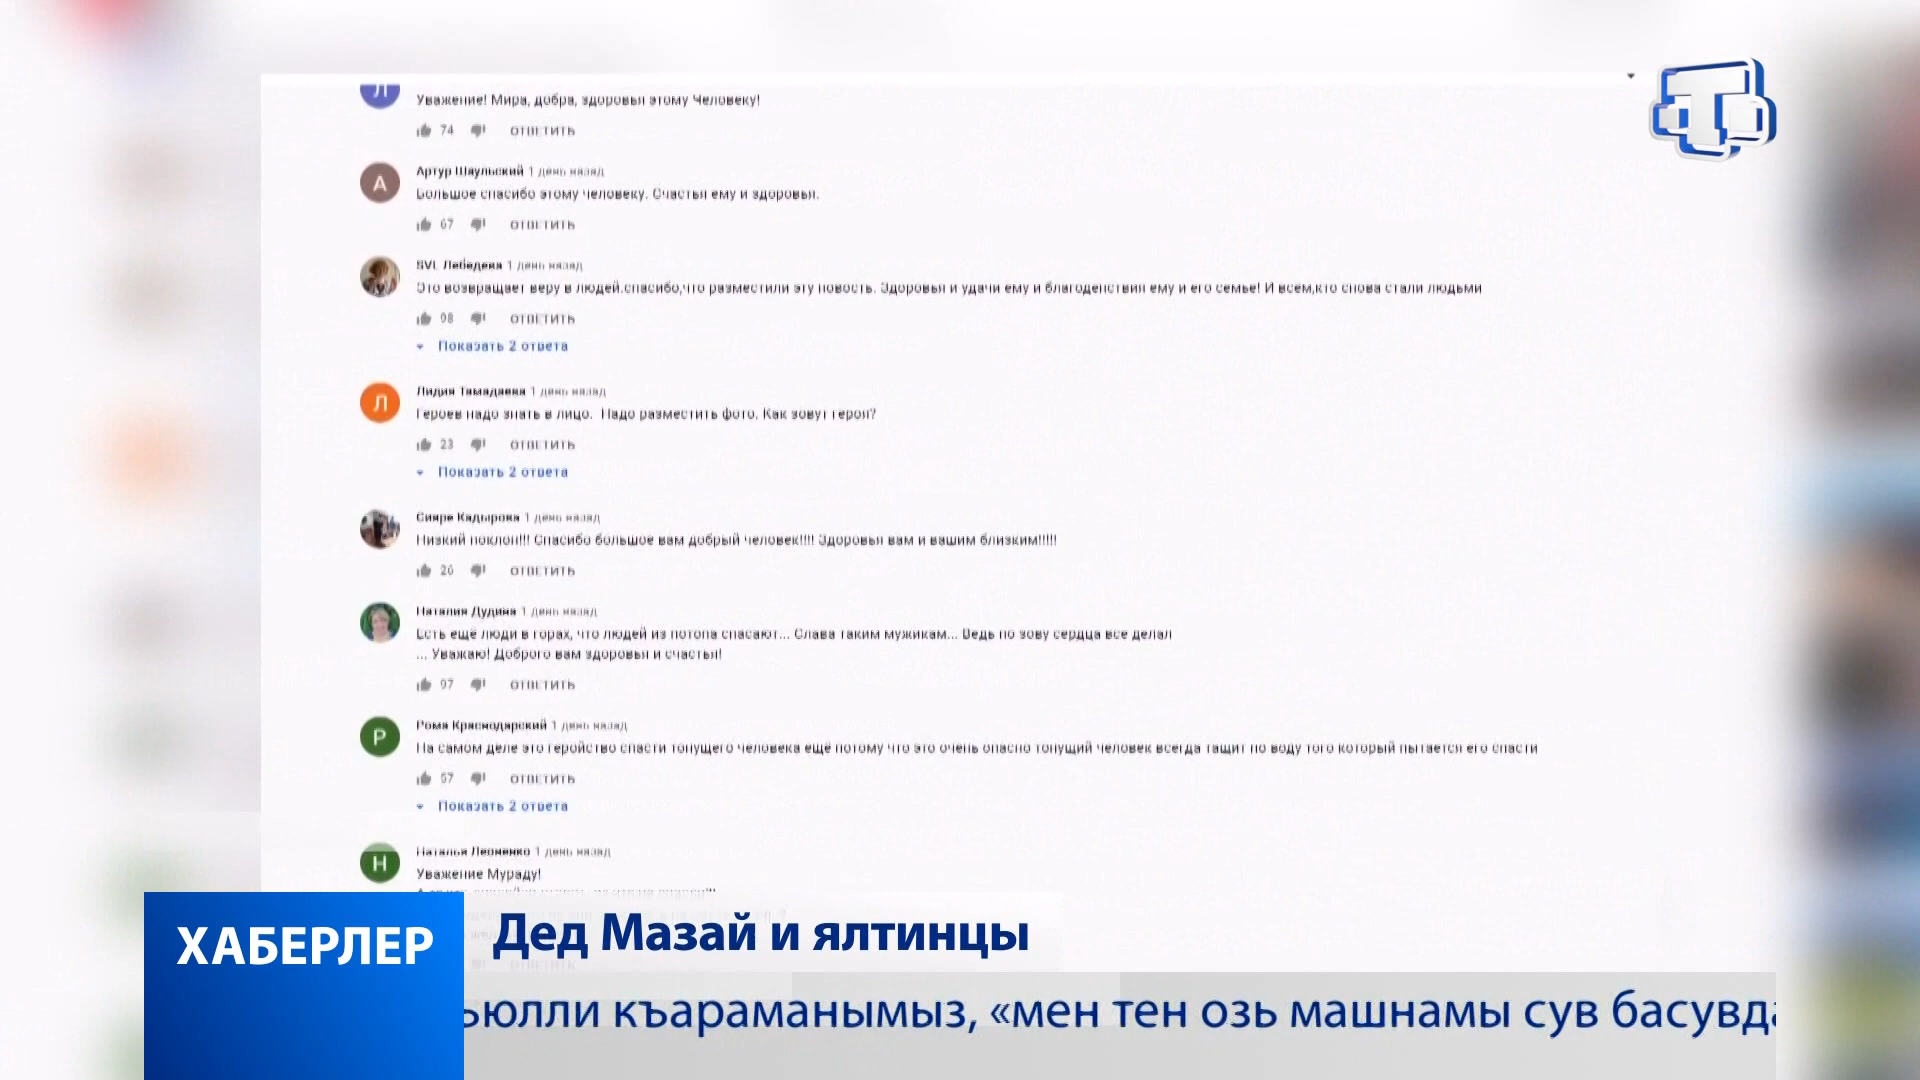 Уважение! Мира, добра, здоровья этому Человеку!
74 ОТВЕТИТЬ
Артур Шаульский 1 день назад
Большое спасибо этому человеку. Счастья ему и здоровья.
67 ОТВЕТИТЬ
SVL Лебедева 1 день назад
Это возвращает веру в людей.спасибо,что разместили эту новость. Здоровья и удачи ему и благоденствия ему и его семье! И всем,кто снова стали людьми
98 ОТВЕТИТЬ
Показать 2 ответа
Лидия 1 день назад
Героев надо знать в лицо. Надо разместить фото. Как зовут героя?
23 ОТВЕТИТЬ
Показать 2 ответа
Сияре Кадырова 1 день назад
Низкий поклон!!! Спасибо большое вам добрый человек!!!! Здоровья вам и вашим близким!!!!!
26 ОТВЕТИТЬ
Наталия Дудина 1 день назад
Есть ещё люди в горах, что людей из потопа спасают... Слава таким мужикам... Ведь по зову сердца все делал
... Уважаю! Доброго вам здоровья и счастья!
97 ОТВЕТИТЬ
Р
Рома Краснодарский 1 день назад
На самом деле это геройство спасти тонущего человека ещё потому что это очень опасно тонущий человек всегда тащит по воду того который пытается его спасти
57 ОТВЕТИТЬ
Показать 2 ответа
Н
Наталья Леоненко 1 день назад
Уважение Мураду!
ХАБЕРЛЕР
Дед Мазай и ялтинцы
ьюлли къараманымыз, «мен тен озь машнамы сув басувда